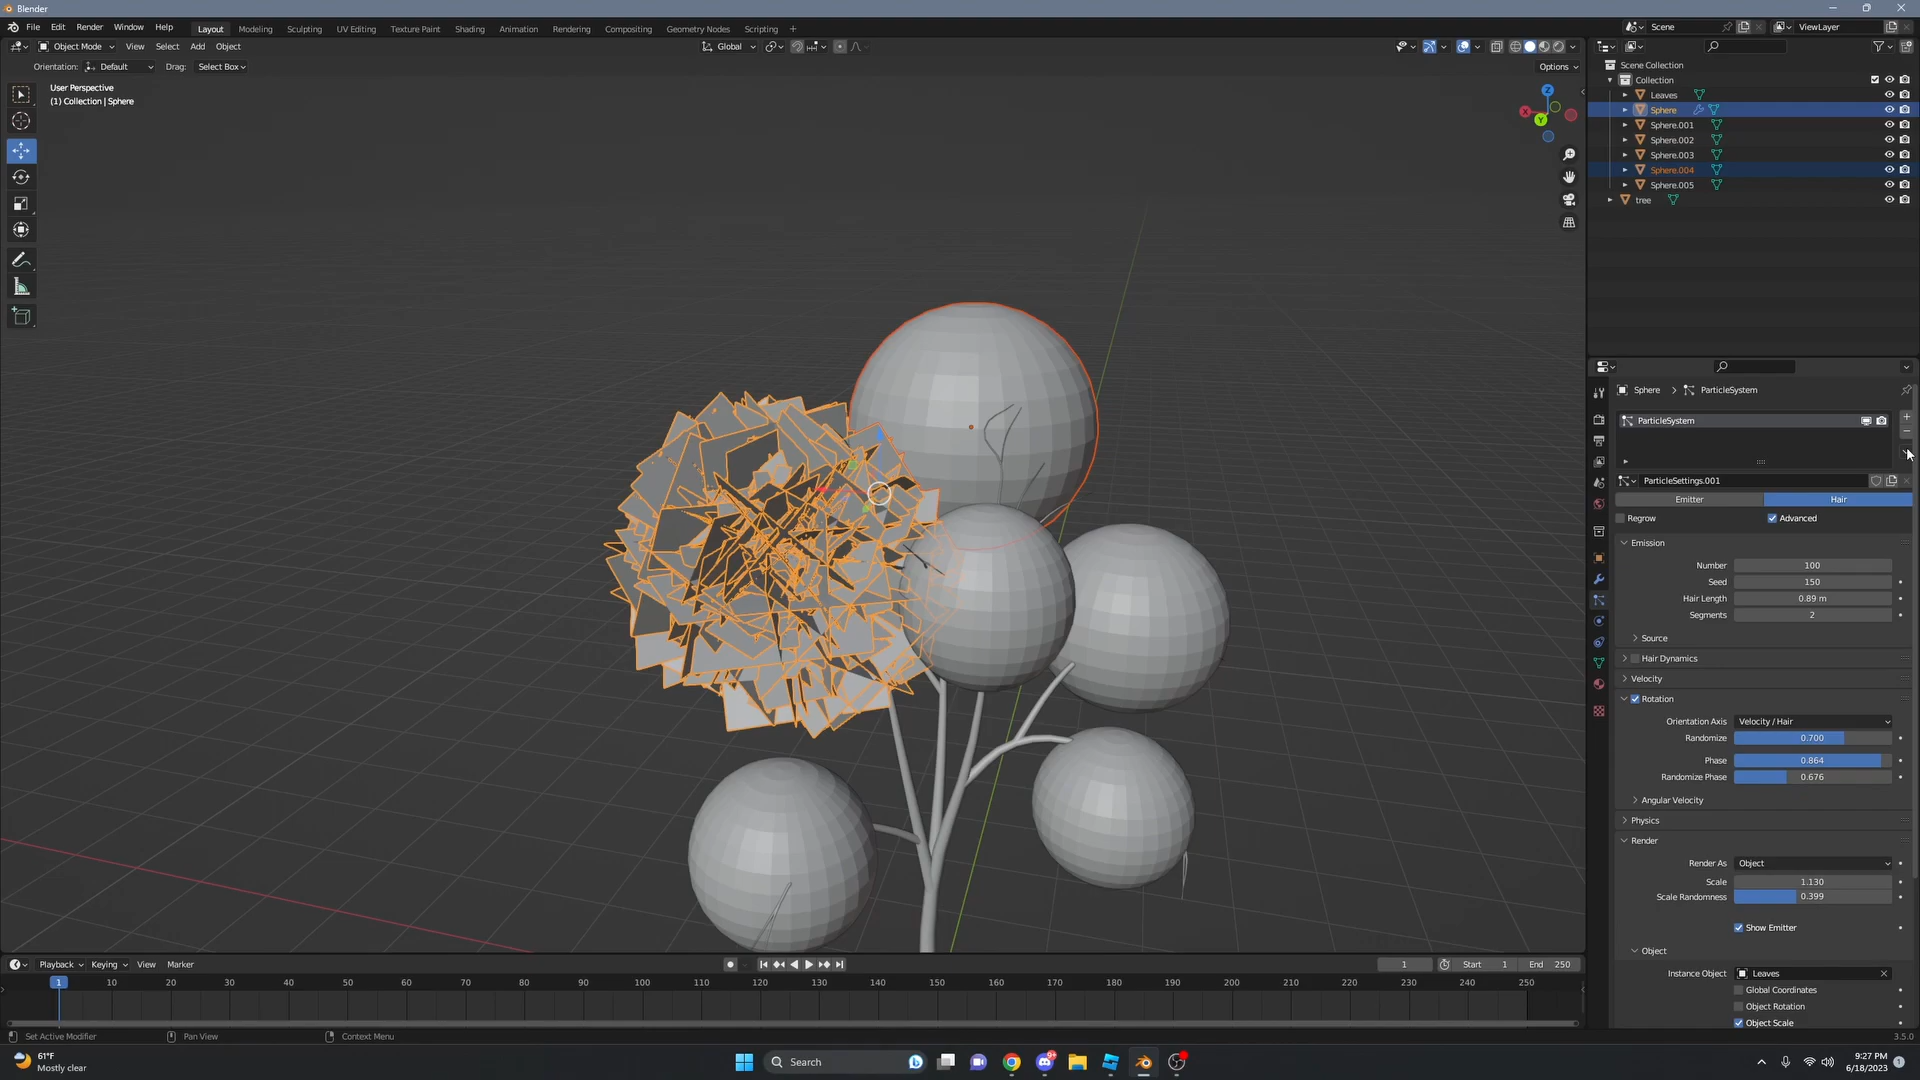 Blender
File Edit Render Window Help Layout Modeling Sculpting UV Editing Texture Paint Shading Animation Rendering Compositing Geometry Nodes Scripting + Scene ViewLayer
Object Mode View Select Add Object Global
Orientation: Default Drag: Select Box Options
User Perspective
(1) Collection | Sphere
Z
X
Y
Scene Collection
Collection
Leaves
Sphere
Sphere.001
Sphere.002
Sphere.003
Sphere.004
Sphere.005
tree
Sphere > ParticleSystem
ParticleSystem
ParticleSettings.001
Emitter Hair
Regrow Advanced
Emission
Number 100
Seed 150
Hair Length 0.89 m
Segments 2
Source
Hair Dynamics
Velocity
Rotation
Orientation Axis Velocity / Hair
Randomize 0.700
Phase 0.864
Randomize Phase 0.676
Angular Velocity
Physics
Render
Render As Object
Scale 1.130
Scale Randomness 0.399
Show Emitter
Object
Instance Object Leaves
Global Coordinates
Object Rotation
Object Scale
Playback Keying View Marker 1 Start 1 End 250
1 10 20 30 40 50 60 70 80 90 100 110 120 130 140 150 160 170 180 190 200 210 220 230 240 250
Set Active Modifier Pan View Context Menu 3.5.0
61°F
Mostly clear
Search
9:27 PM
6/18/2023
1